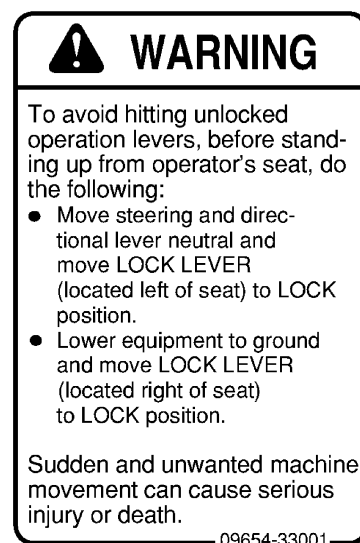 WARNING
To avoid hitting unlocked
operation levers, before stand-
ing up from operator's seat, do
the following:
● Move steering and direc-
tional lever neutral and
move LOCK LEVER
(located left of seat) to LOCK
position.
● Lower equipment to ground
and move LOCK LEVER
(located right of seat)
to LOCK position.
Sudden and unwanted machine
movement can cause serious
injury or death.
09654-33001